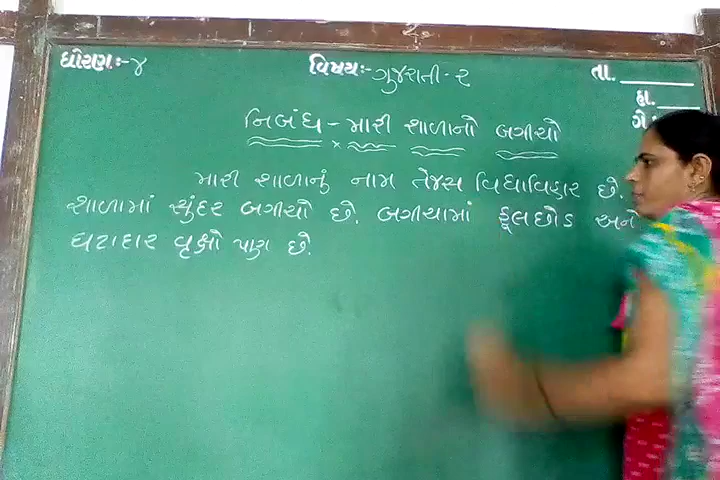 ધોરણ:-૪ વિષય:- ગુજરાતી-૨ તા.
હા.
ગે
નિબંધ - મારી શાળાનો બગીચો
મારી શાળાનું નામ તેજસ વિદ્યાવિહાર છે.
શાળામાં સુંદર બગીચો છે. બગીચામાં ફૂલછોડ અને
ઘટાદાર વૃક્ષો પણ છે.